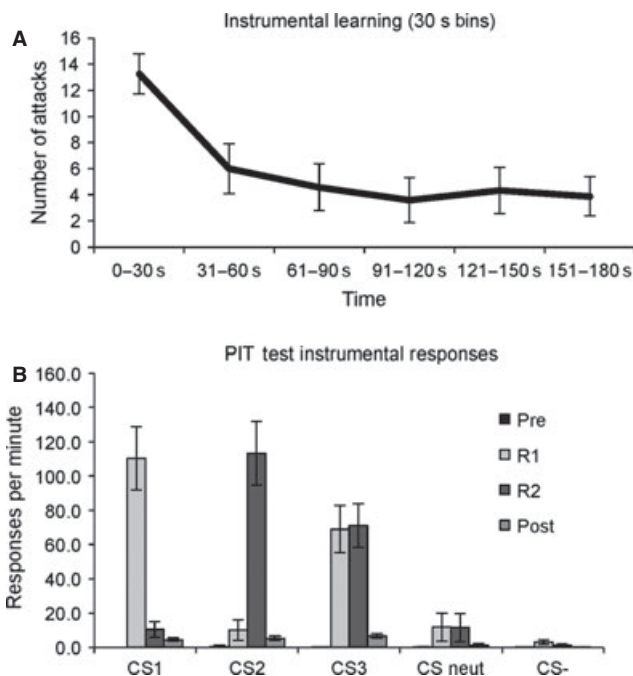 Instrumental learning (30 s bins)
A
16
14
12
10
8
6
4
2
0
Number of attacks
0–30 s 31–60 s 61–90 s 91–120 s 121–150 s 151–180 s
Time
PIT test instrumental responses
B
160.0
140.0
120.0
100.0
80.0
60.0
40.0
20.0
0.0
Responses per minute
Pre
R1
R2
Post
CS1 CS2 CS3 CS neut CS-